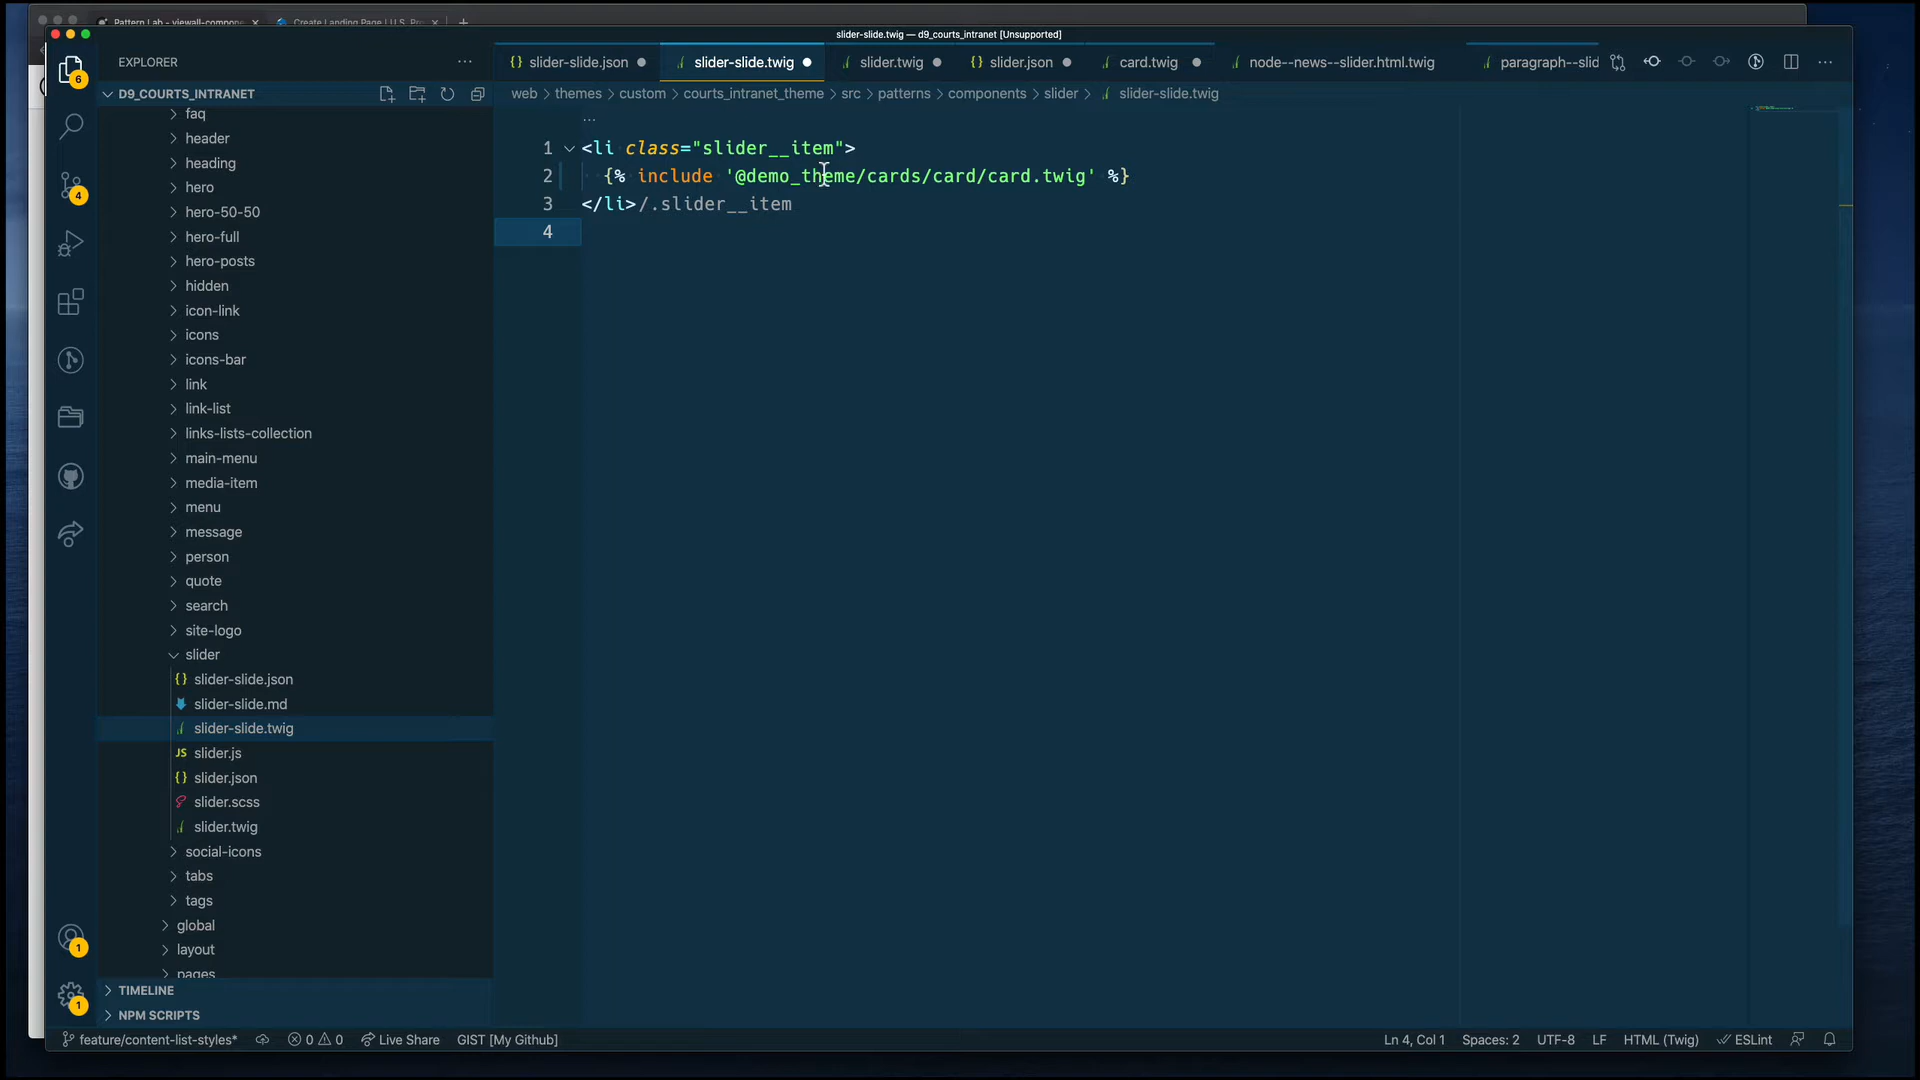 Pattern Lab - viewall-compone
Create Landing Page | U.S. Pro
slider-slide.twig — d9_courts_intranet [Unsupported]
EXPLORER
slider-slide.json
slider-slide.twig
slider.twig
slider.json
card.twig
node--news--slider.html.twig
paragraph--slid
D9_COURTS_INTRANET
web > themes > custom > courts_intranet_theme > src > patterns > components > slider > slider-slide.twig
...
1 <li class="slider__item">
2 {% include '@demo_theme/cards/card/card.twig' %}
3 </li>/.slider__item
4
faq
header
heading
hero
hero-50-50
hero-full
hero-posts
hidden
icon-link
icons
icons-bar
link
link-list
links-lists-collection
main-menu
media-item
menu
message
person
quote
search
site-logo
slider
slider-slide.json
slider-slide.md
slider-slide.twig
JS slider.js
slider.json
slider.scss
slider.twig
social-icons
tabs
tags
global
layout
pages
TIMELINE
NPM SCRIPTS
6
4
1
1
feature/content-list-styles*
0 0
Live Share
GIST [My Github]
Ln 4, Col 1
Spaces: 2
UTF-8
LF
HTML (Twig)
ESLint